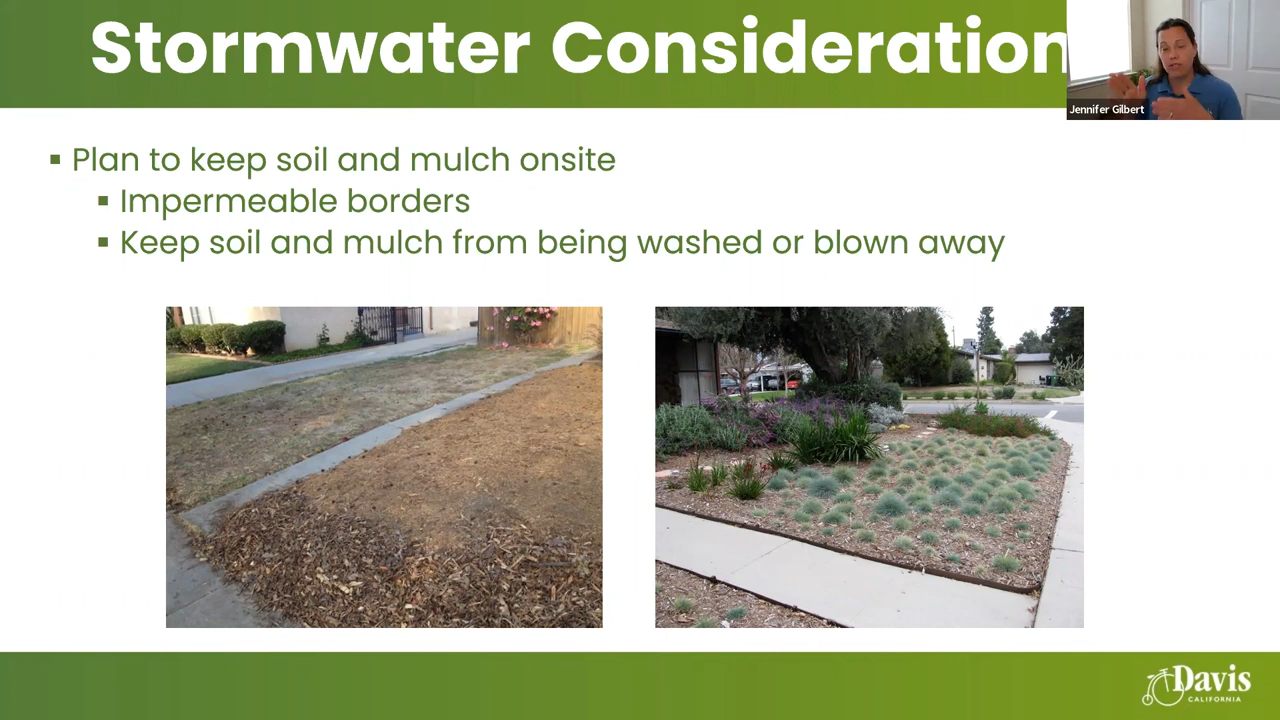 Stormwater Consideration
Jennifer Gilbert
▪ Plan to keep soil and mulch onsite
▪ Impermeable borders
▪ Keep soil and mulch from being washed or blown away
Davis
CALIFORNIA